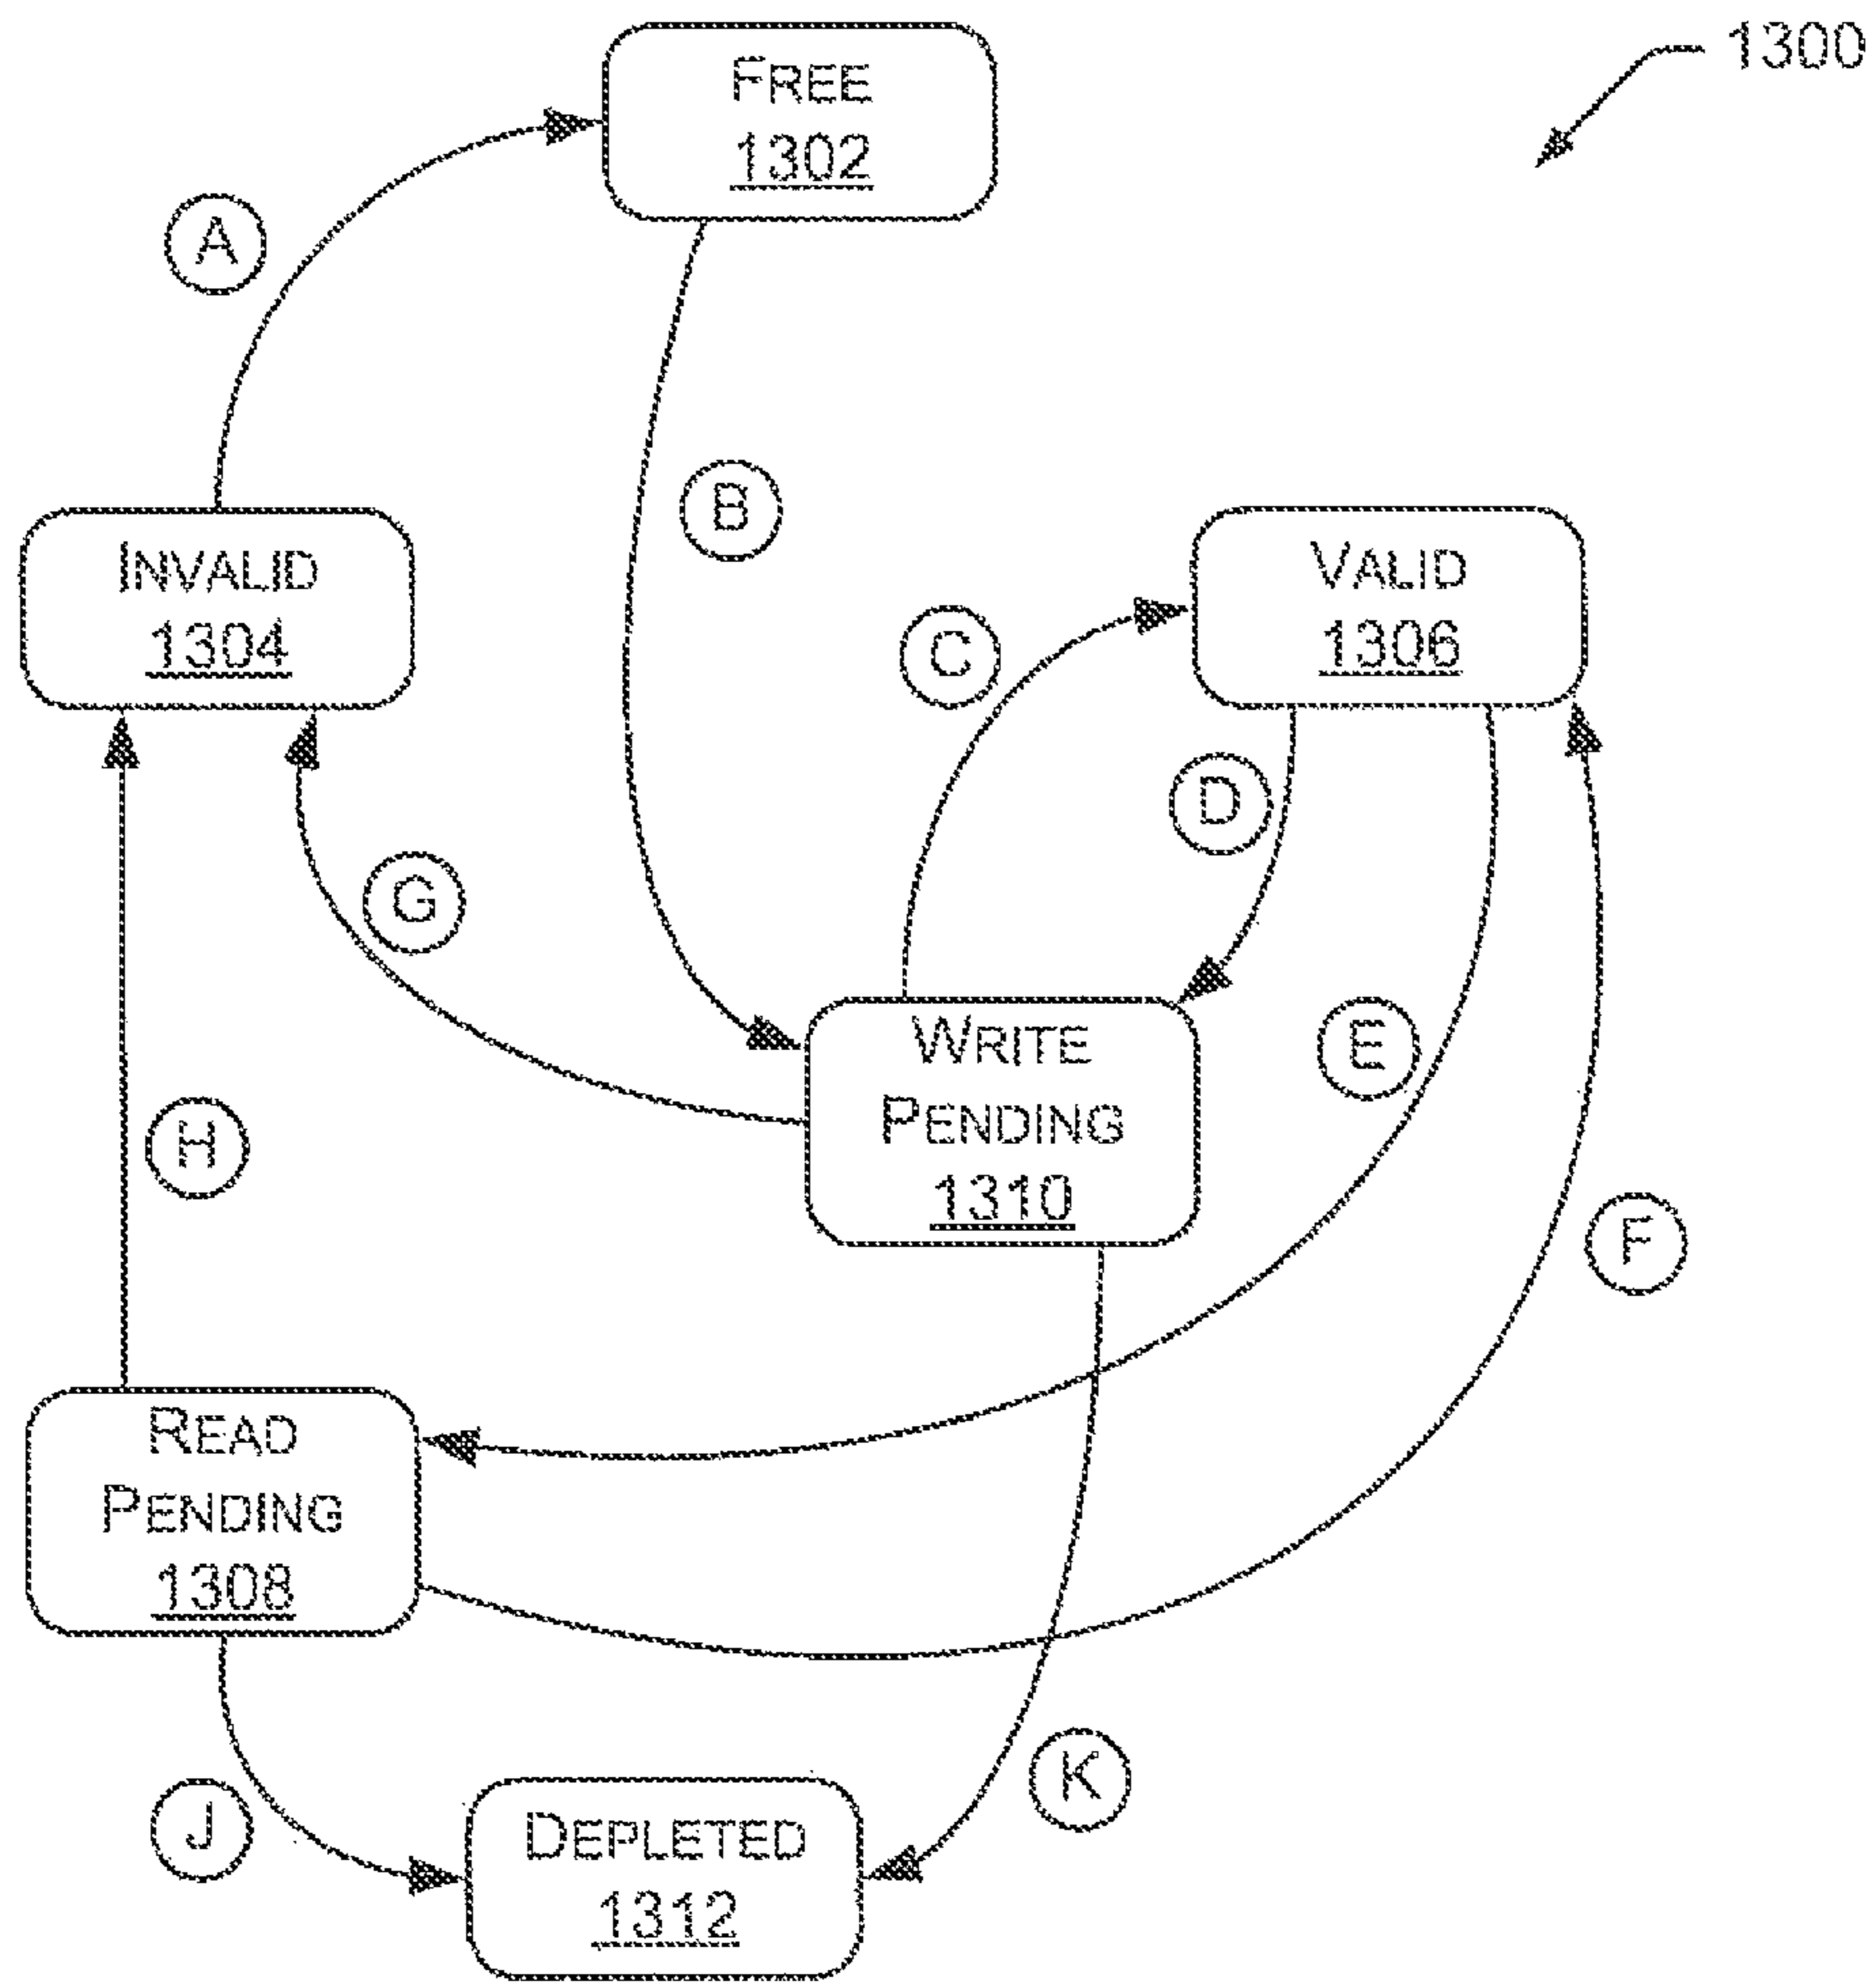 1300
FREE
1302
A
B
INVALID
1304
VALID
1306
C
D
G
WRITE
PENDING
1310
E
H
F
READ
PENDING
1308
K
J
DEPLETED
1312